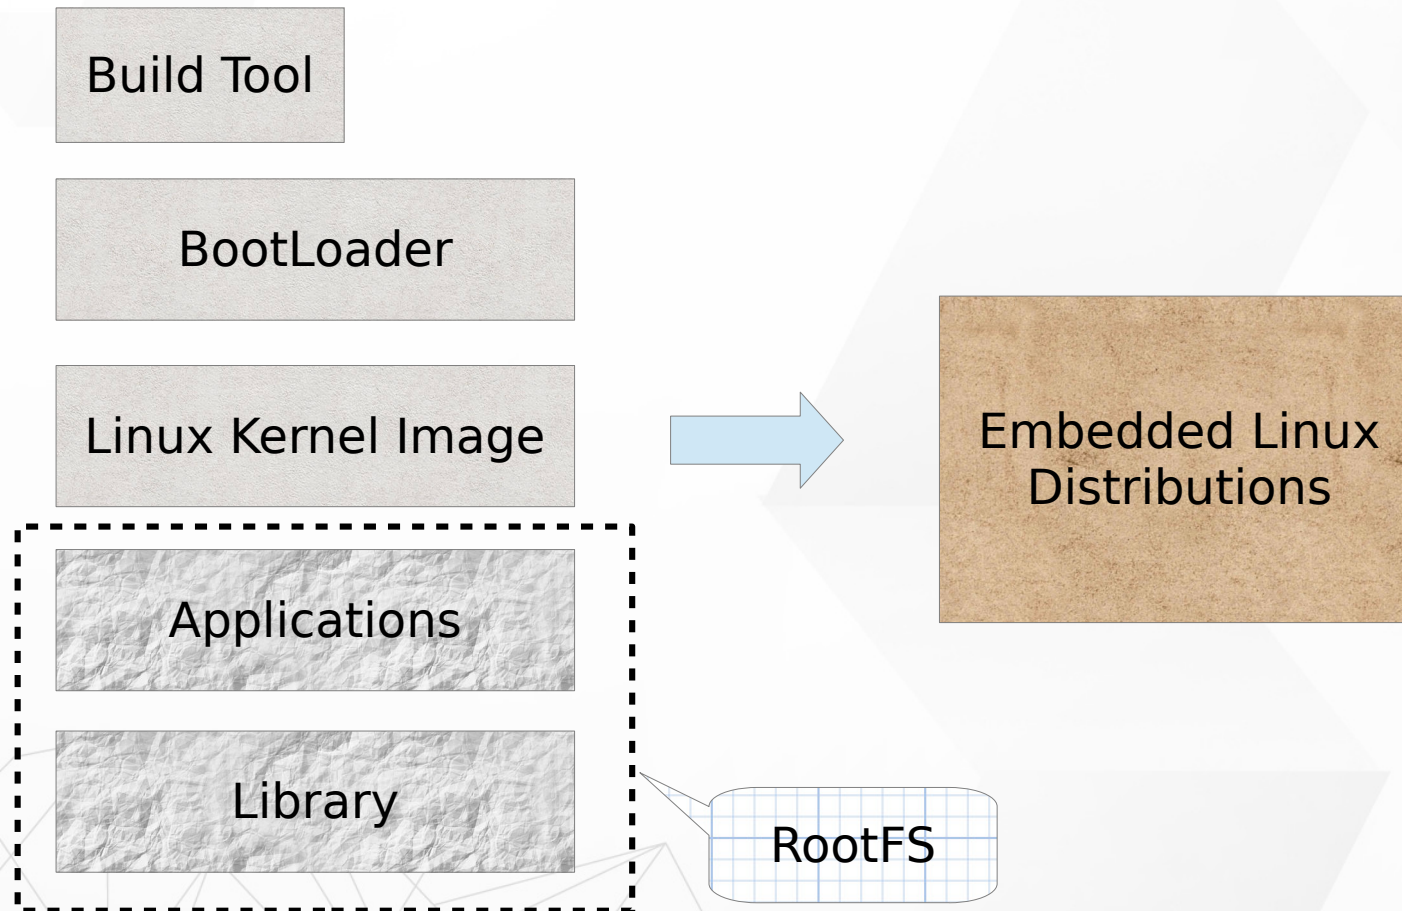 Build Tool
BootLoader
Linux Kernel Image
Applications
Library
Embedded Linux
Distributions
RootFS